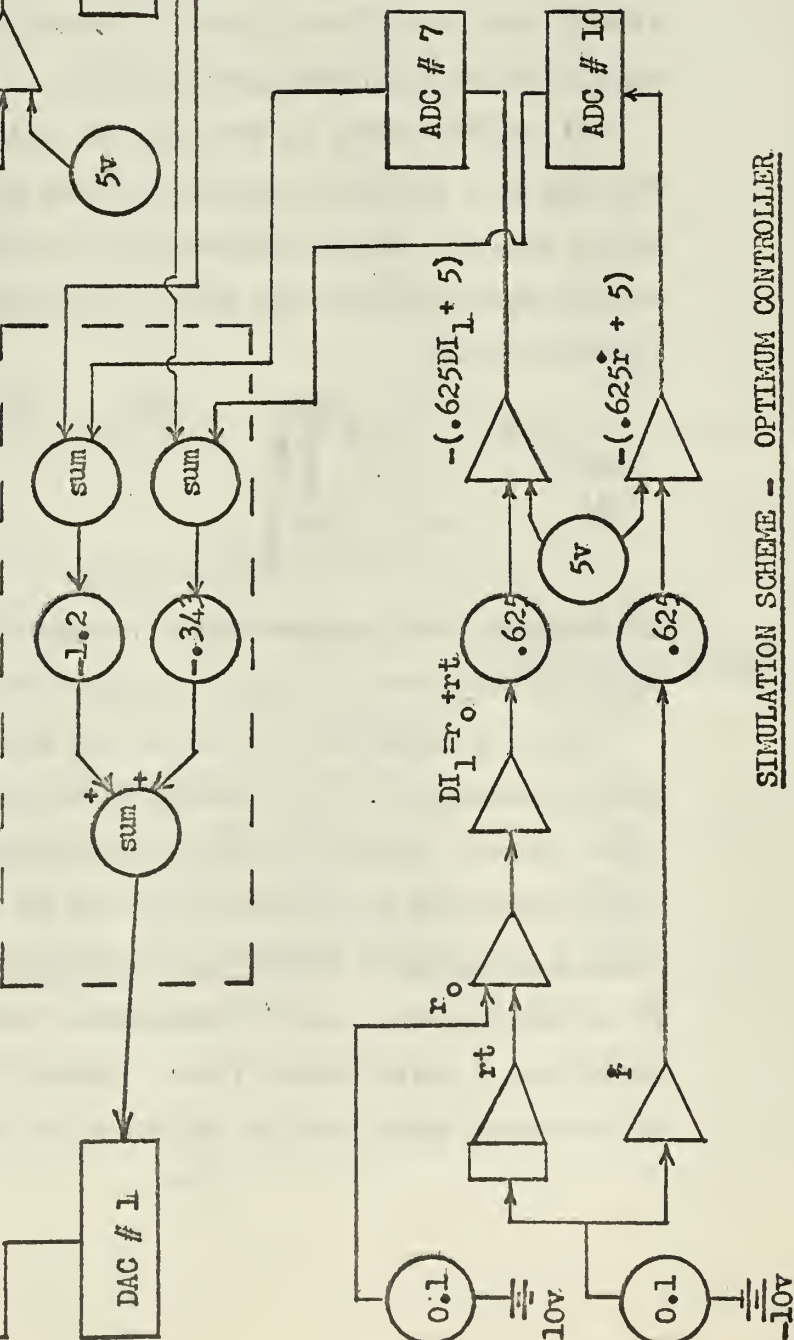 5v
sum
sum
-1.2
-.343
+
+
sum
DAC # 1
ADC # 7
ADC # 10
-(.625DI1 + 5)
-(.625ṙ + 5)
5v
.625
.625
DI1=ro+rt
ro
rt
ṙ
0.1
10v
0.1
-10v
SIMULATION SCHEME - OPTIMUM CONTROLLER